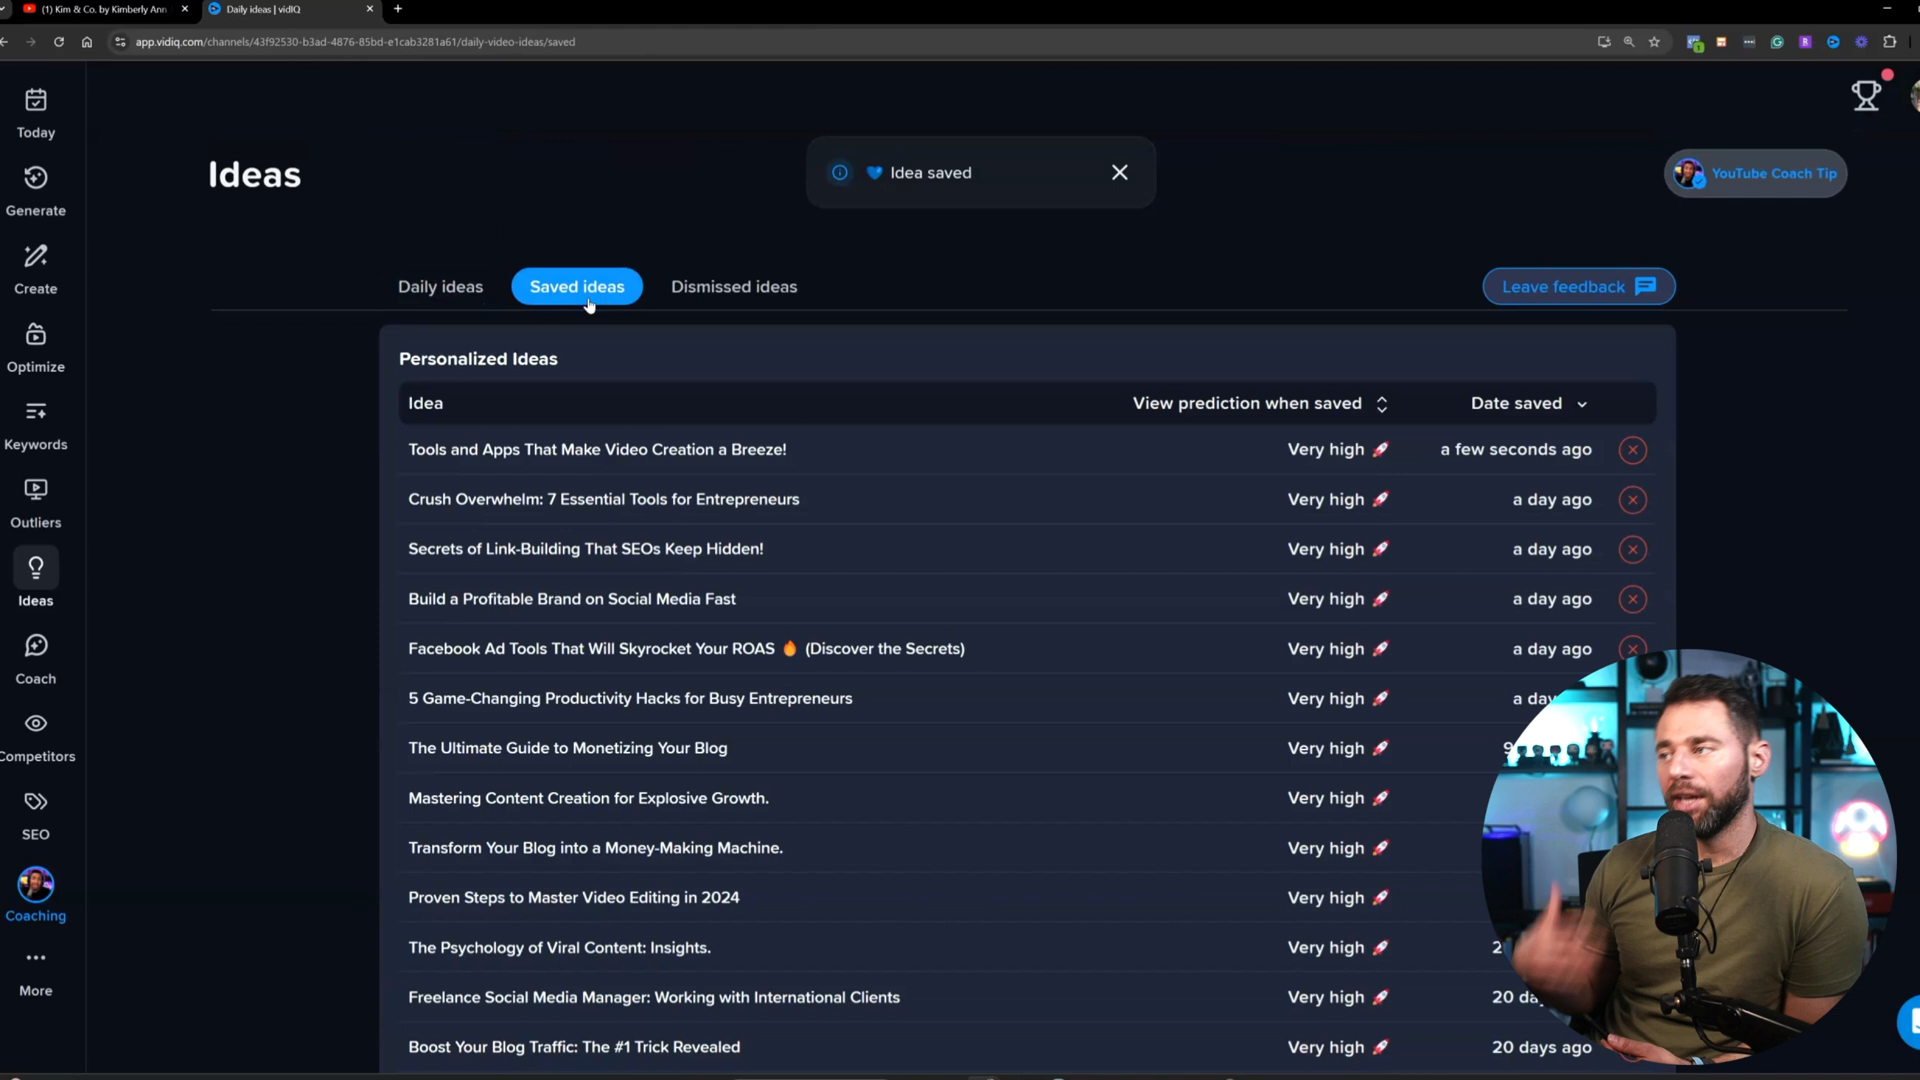 (1) Kim & Co. by Kimberly Ann
Daily ideas | vidIQ
app.vidiq.com/channels/43f92530-b3ad-4876-85bd-e1cab3281a61/daily-video-ideas/saved
Today
Generate
Create
Optimize
Keywords
Outliers
Ideas
Coach
Competitors
SEO
Coaching
More
Ideas
💙 Idea saved
YouTube Coach Tip
Daily ideas
Saved ideas
Dismissed ideas
Leave feedback
Personalized Ideas
Idea View prediction when saved Date saved
Tools and Apps That Make Video Creation a Breeze! Very high 🚀 a few seconds ago
Crush Overwhelm: 7 Essential Tools for Entrepreneurs Very high 🚀 a day ago
Secrets of Link-Building That SEOs Keep Hidden! Very high 🚀 a day ago
Build a Profitable Brand on Social Media Fast Very high 🚀 a day ago
Facebook Ad Tools That Will Skyrocket Your ROAS 🔥 (Discover the Secrets) Very high 🚀 a day ago
5 Game-Changing Productivity Hacks for Busy Entrepreneurs Very high 🚀 a day
The Ultimate Guide to Monetizing Your Blog Very high 🚀
Mastering Content Creation for Explosive Growth. Very high 🚀
Transform Your Blog into a Money-Making Machine. Very high 🚀
Proven Steps to Master Video Editing in 2024 Very high 🚀
The Psychology of Viral Content: Insights. Very high 🚀
Freelance Social Media Manager: Working with International Clients Very high 🚀 20
Boost Your Blog Traffic: The #1 Trick Revealed Very high 🚀 20 days ago